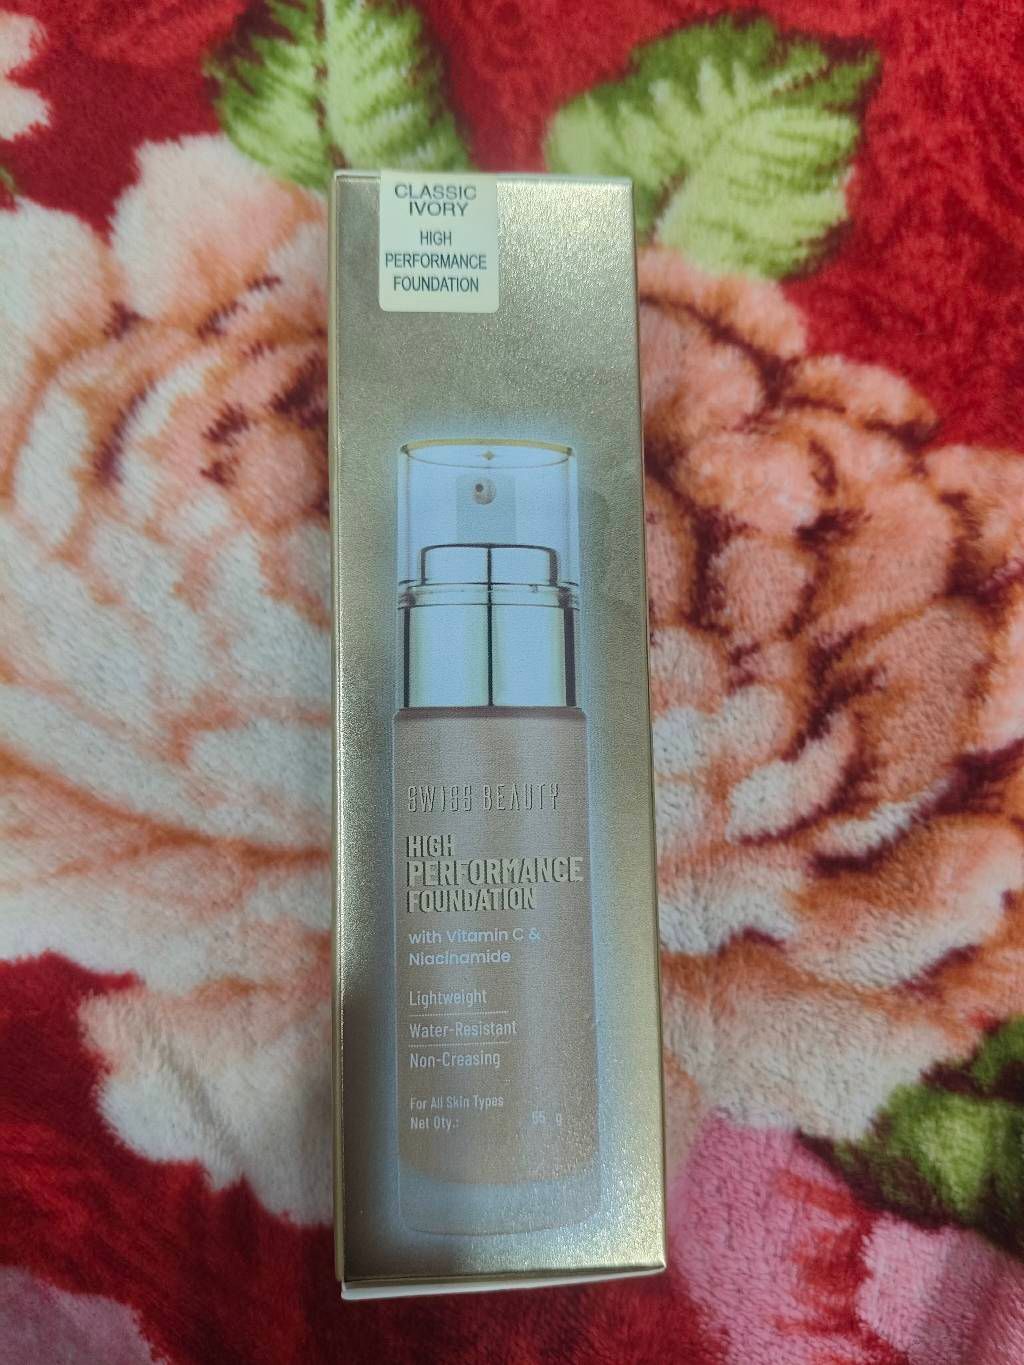 CLASSIC
IVORY
HIGH
PERFORMANCE
FOUNDATION
SWISS BEAUTY
HIGH
PERFORMANCE
FOUNDATION
with Vitamin C &
Niacinamide
Lightweight
Water-Resistant
Non-Creasing
For All Skin Types
Net Qty.: 55 g